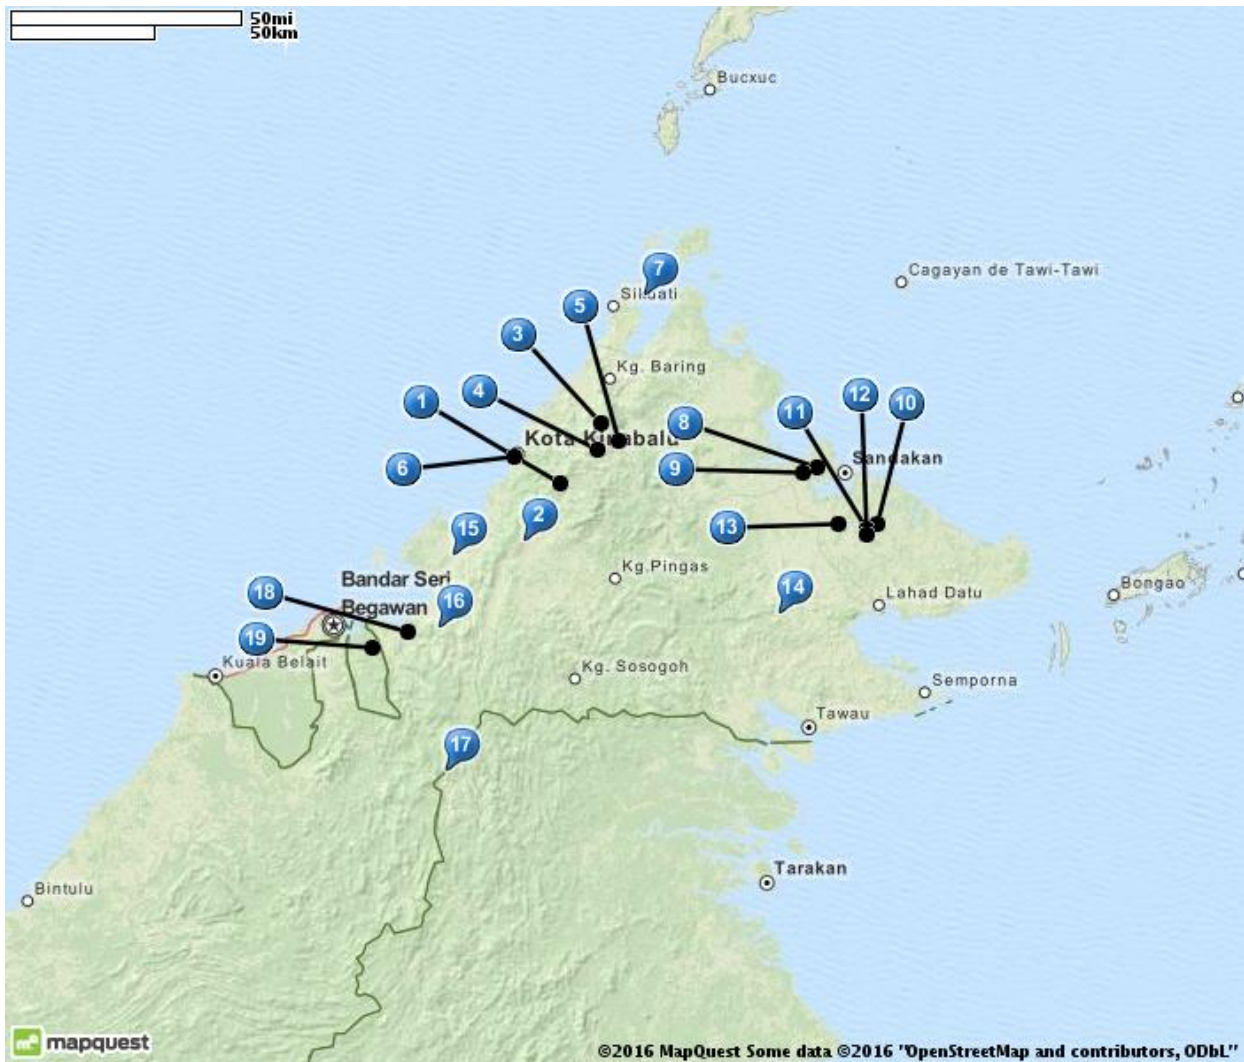 50mi
50km
Bucxuc
7
Cagayan de Tawi-Tawi
Sikuati
5
3
Kg. Baring
4
12
1
11
10
8
Kota Kinabalu
6
9
Sandakan
2
15
13
Kg.Pingas
Bandar Seri
Begawan
14
Bongao
18
16
Lahad Datu
19
Kuala Belait
Kg. Sosogoh
Semporna
Tawau
17
Tarakan
Bintulu
mapquest
©2016 MapQuest Some data ©2016 "OpenStreetMap and contributors, ODbL"